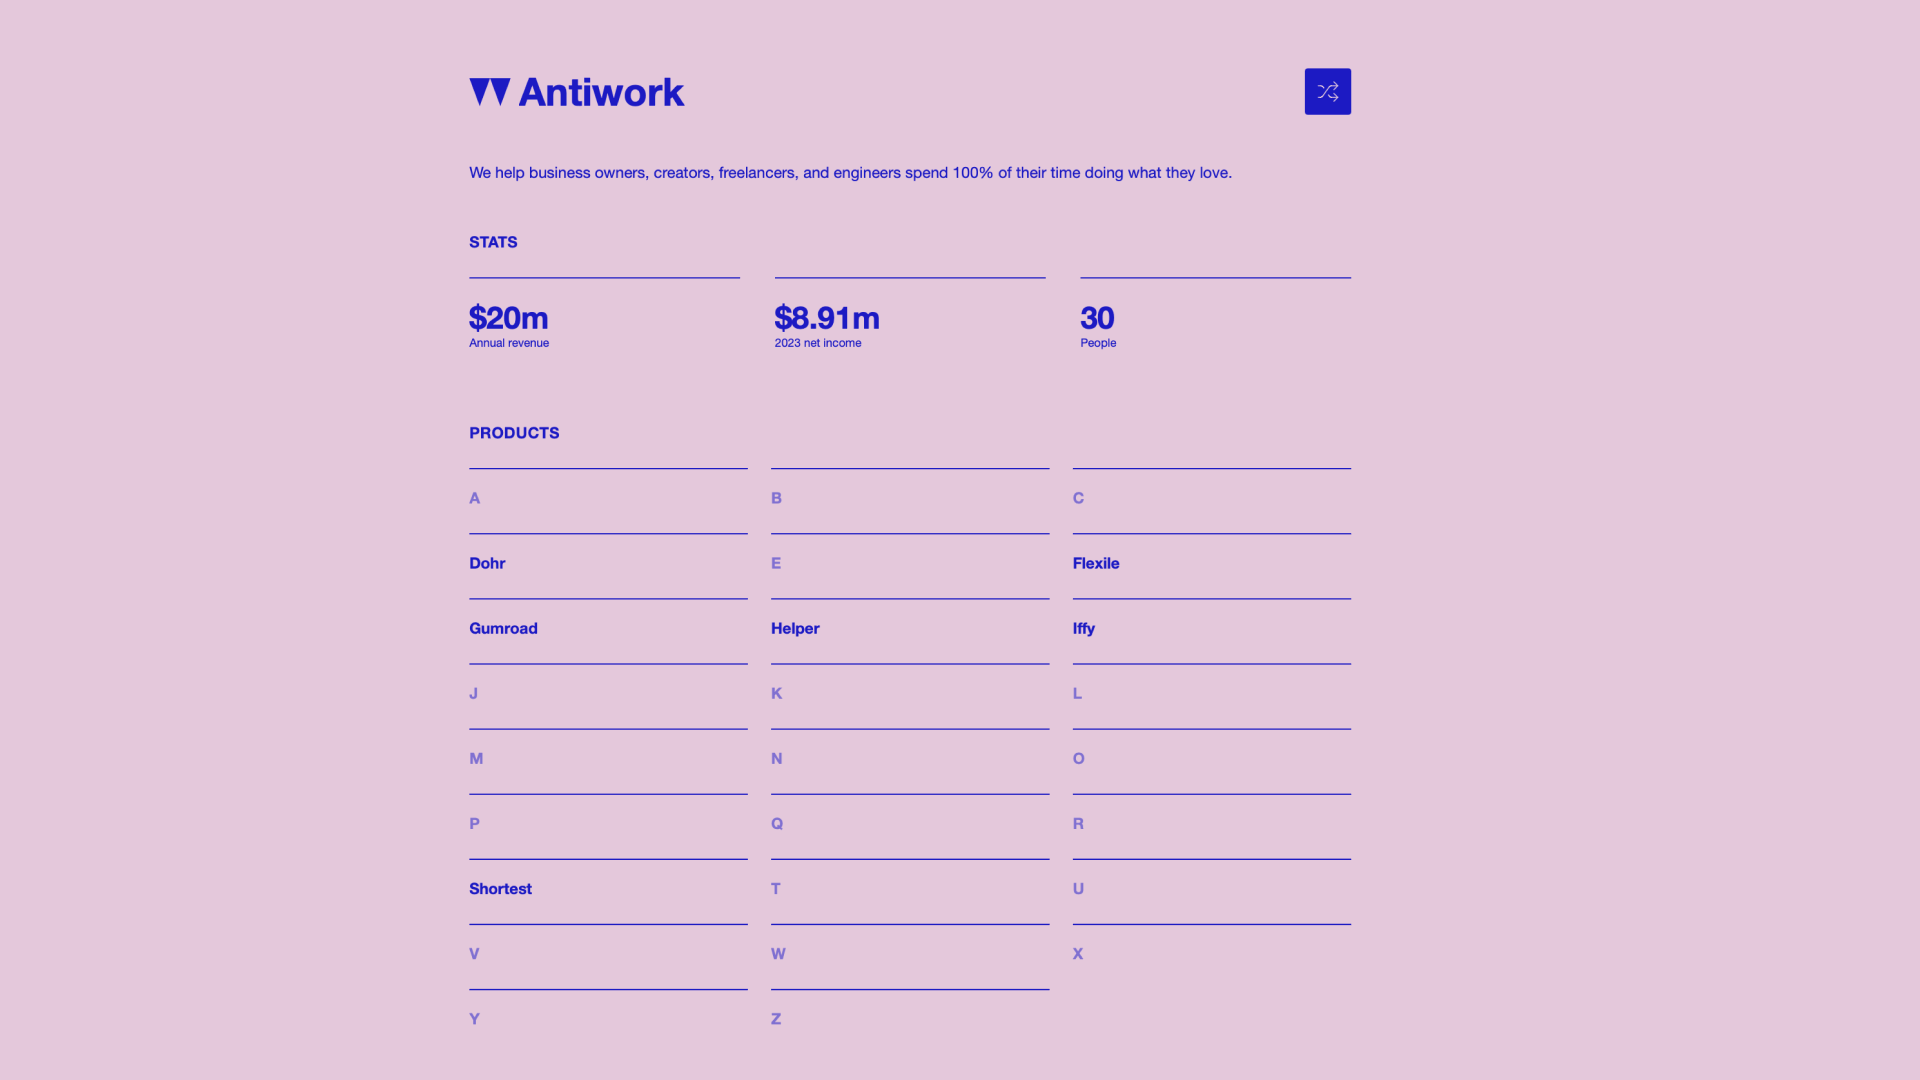 Antiwork
We help business owners, creators, freelancers, and engineers spend 100% of their time doing what they love.
STATS
$20m
Annual revenue
$8.91m
2023 net income
30
People
PRODUCTS
A
B
C
Dohr
E
Flexile
Gumroad
Helper
Iffy
J
K
L
M
N
O
P
Q
R
Shortest
T
U
V
W
X
Y
Z